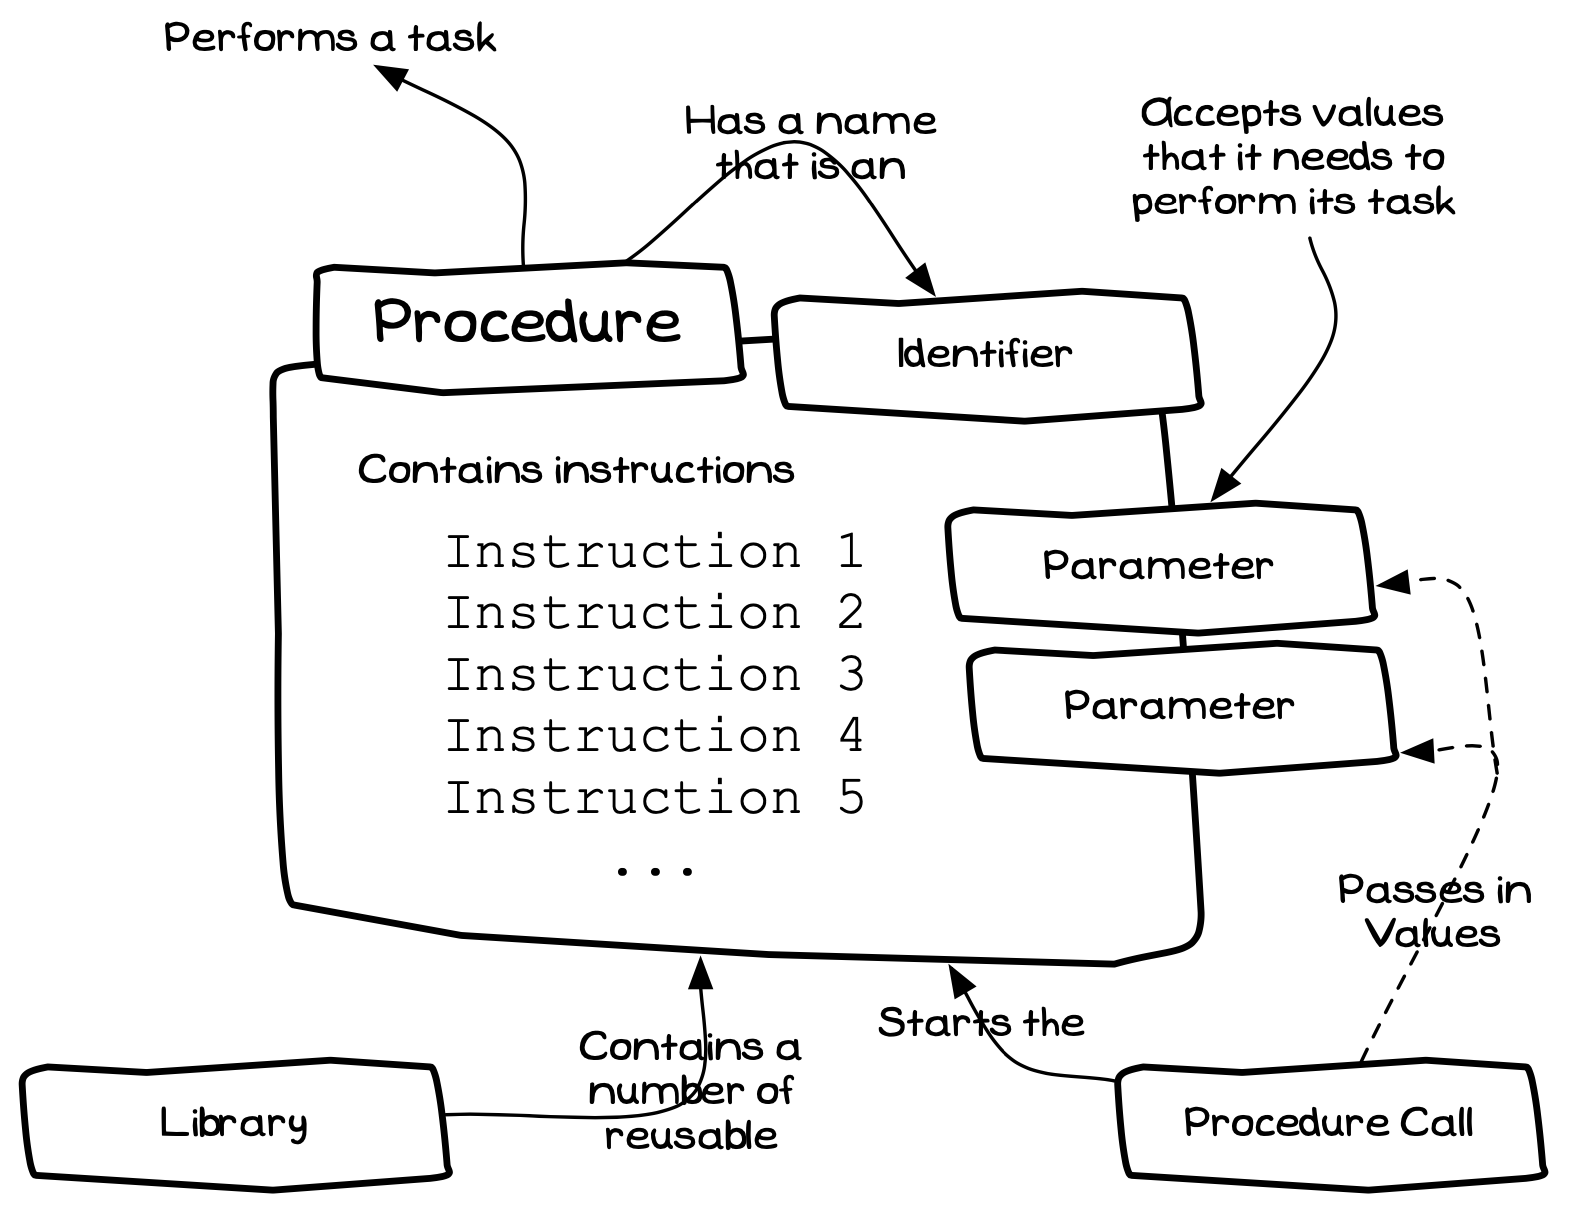 Performs a task
Has a name
that is an
Accepts values
that it needs to
perform its task
Procedure
Identifier
Contains instructions
Instruction 1
Instruction 2
Instruction 3
Instruction 4
Instruction 5
...
Parameter
Parameter
Passes in
Values
Starts the
Contains a
number of
reusable
Library
Procedure Call